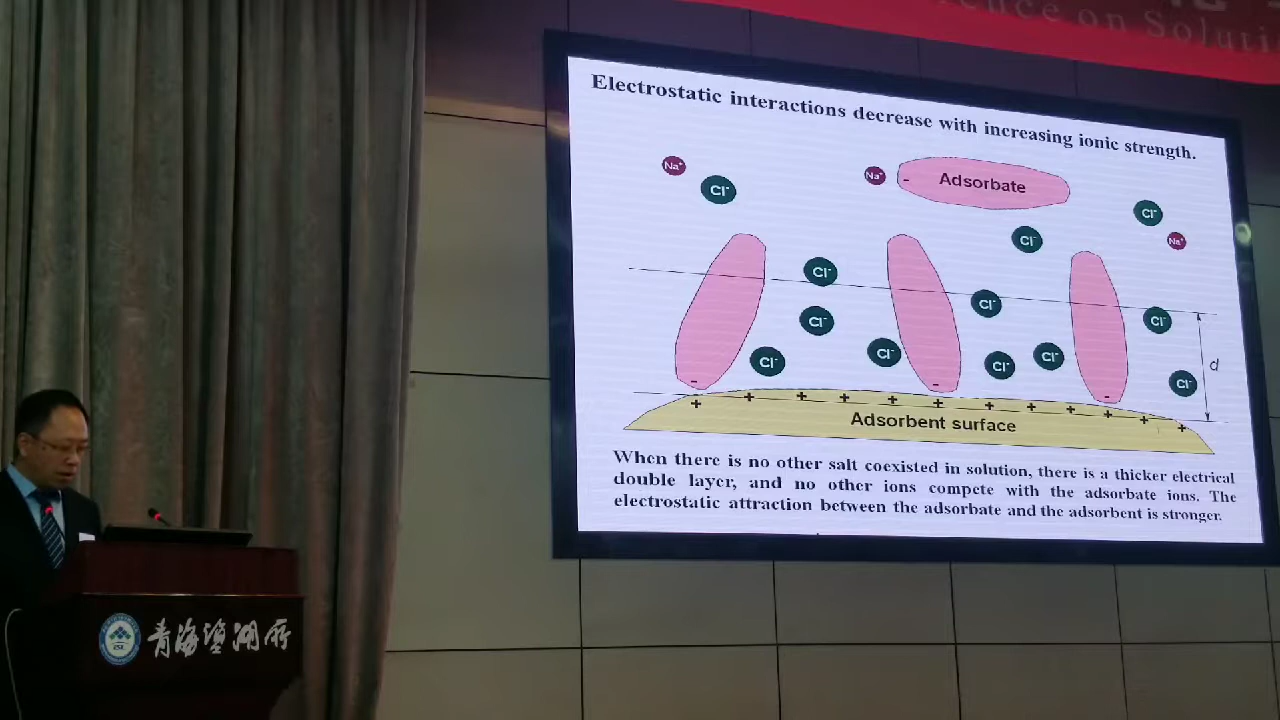 ence on Soluti
Electrostatic interactions decrease with increasing ionic strength.
Na⁺
Cl⁻
Na⁺
- Adsorbate
Cl⁻
Na⁺
Cl⁻
Cl⁻
Cl⁻
Cl⁻
Cl⁻
Cl⁻
Cl⁻
Cl⁻
Cl⁻
Cl⁻
Cl⁻
d
- - -
+ + + + + + + + + + + +
Adsorbent surface
When there is no other salt coexisted in solution, there is a thicker electrical
double layer, and no other ions compete with the adsorbate ions. The
electrostatic attraction between the adsorbate and the adsorbent is stronger.
青海盐湖所